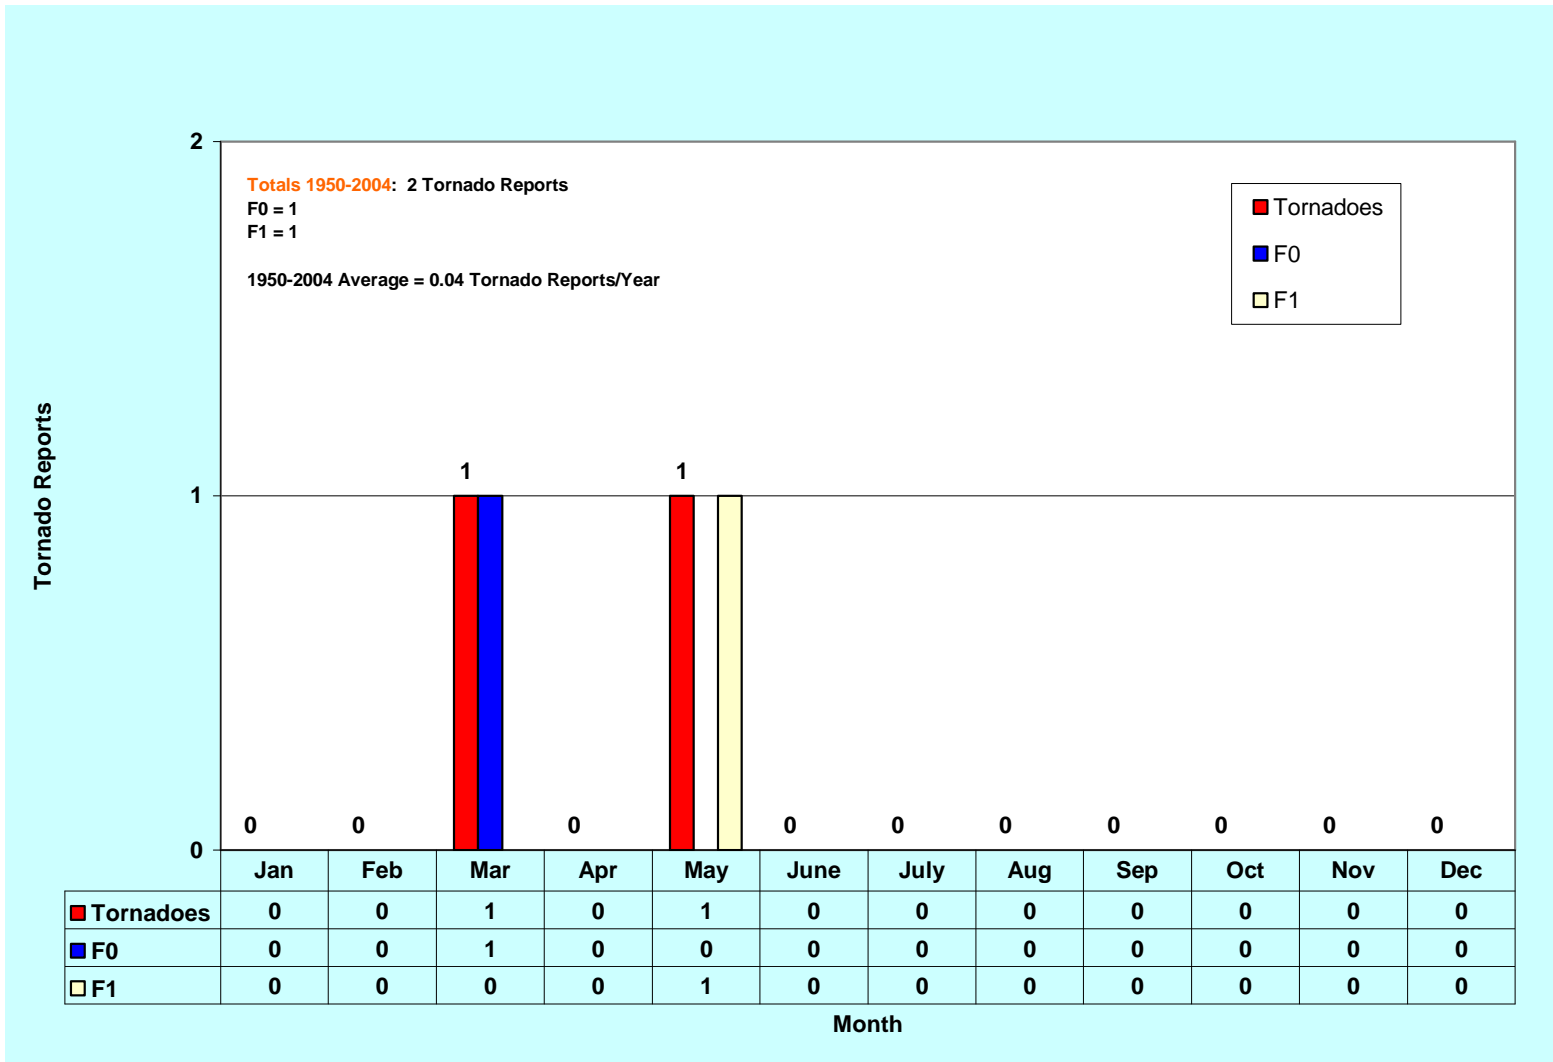 2
Totals 1950-2004:  2 Tornado Reports
F0 = 1
F1 = 1
1950-2004 Average = 0.04 Tornado Reports/Year
Tornadoes
F0
F1
Tornado Reports
1 1
1
0 0 0 0 0 0 0 0 0 0
0
Jan Feb Mar Apr May June July Aug Sep Oct Nov Dec
Tornadoes 0 0 1 0 1 0 0 0 0 0 0 0
F0 0 0 1 0 0 0 0 0 0 0 0 0
F1 0 0 0 0 1 0 0 0 0 0 0 0
Month